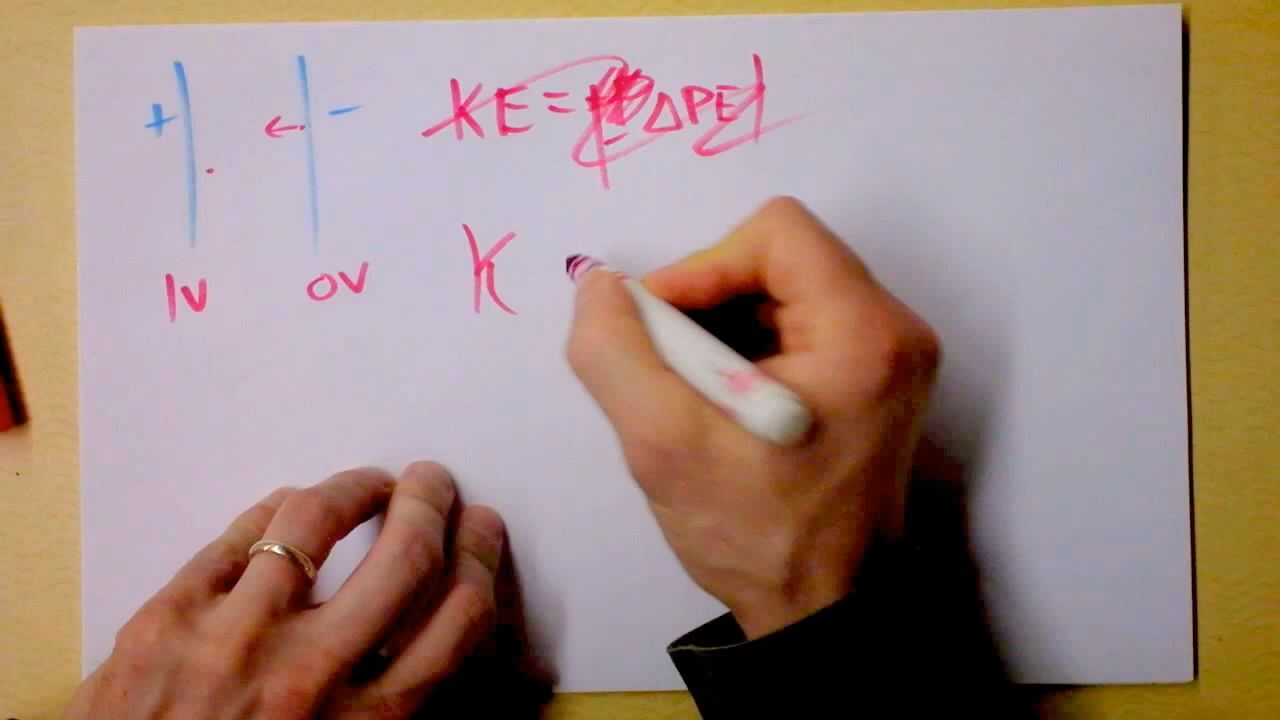 + -
KE = - ΔPE
1V 0V
K